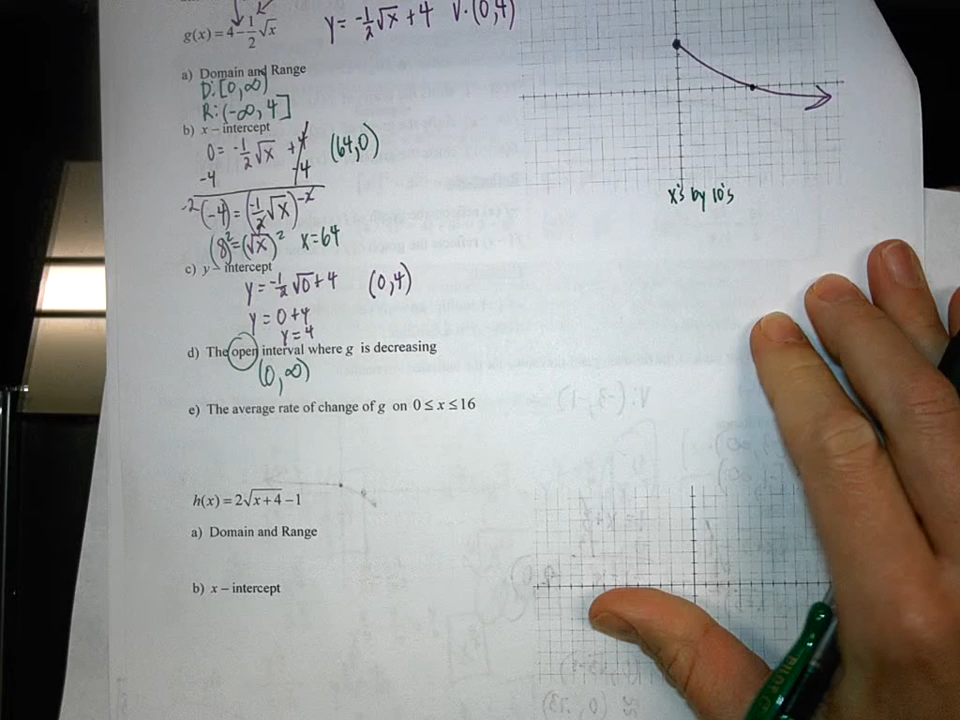 g(x) = 4 - 1/2 √x
y = -1/2 √x + 4 V: (0,4)
a) Domain and Range
D: [0, ∞)
R: (-∞, 4]
b) x – intercept
0 = -1/2 √x + 4 (64,0)
-4 -4
-2(-4) = (-1/2 √x)-2
(8)² = (√x)² x = 64
x's by 10's
c) y – intercept
y = -1/2 √0 + 4 (0,4)
y = 0 + 4
y = 4
d) The open interval where g is decreasing
(0, ∞)
e) The average rate of change of g on 0 ≤ x ≤ 16
h(x) = 2√x+4 – 1
a) Domain and Range
b) x – intercept